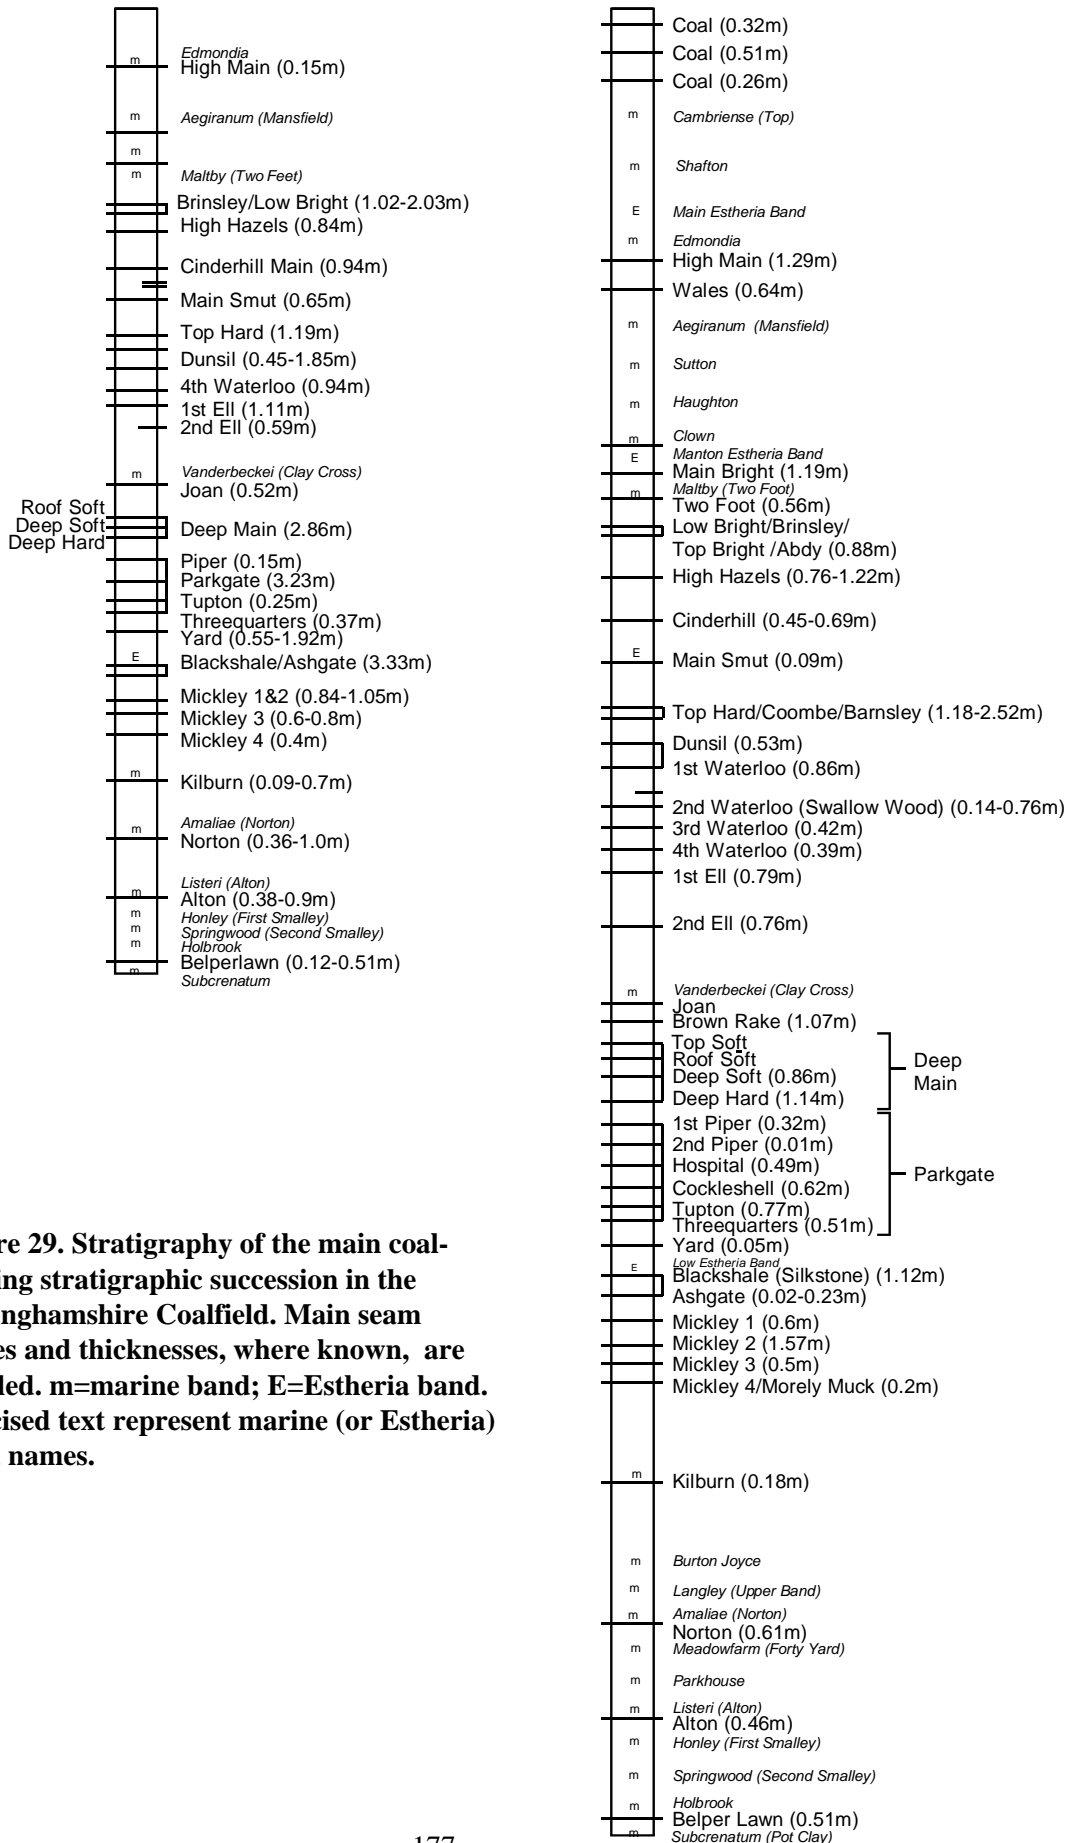 m
Edmondia
High Main (0.15m)
m
Aegiranum (Mansfield)
m
m
Maltby (Two Feet)
Brinsley/Low Bright (1.02-2.03m)
High Hazels (0.84m)
Cinderhill Main (0.94m)
Main Smut (0.65m)
Top Hard (1.19m)
Dunsil (0.45-1.85m)
4th Waterloo (0.94m)
1st Ell (1.11m)
2nd Ell (0.59m)
m
Vanderbeckei (Clay Cross)
Joan (0.52m)
Roof Soft
Deep Soft
Deep Hard
Deep Main (2.86m)
Piper (0.15m)
Parkgate (3.23m)
Tupton (0.25m)
Threequarters (0.37m)
Yard (0.55-1.92m)
E
Blackshale/Ashgate (3.33m)
Mickley 1&2 (0.84-1.05m)
Mickley 3 (0.6-0.8m)
Mickley 4 (0.4m)
m
Kilburn (0.09-0.7m)
m
Amaliae (Norton)
Norton (0.36-1.0m)
m
Listeri (Alton)
Alton (0.38-0.9m)
m
Honley (First Smalley)
m
Springwood (Second Smalley)
m
Holbrook
Belperlawn (0.12-0.51m)
m
Subcrenatum
Coal (0.32m)
Coal (0.51m)
Coal (0.26m)
m
Cambriense (Top)
m
Shafton
E
Main Estheria Band
m
Edmondia
High Main (1.29m)
Wales (0.64m)
m
Aegiranum (Mansfield)
m
Sutton
m
Haughton
m
Clown
E
Manton Estheria Band
Main Bright (1.19m)
m
Maltby (Two Foot)
Two Foot (0.56m)
Low Bright/Brinsley/
Top Bright /Abdy (0.88m)
High Hazels (0.76-1.22m)
Cinderhill (0.45-0.69m)
E
Main Smut (0.09m)
Top Hard/Coombe/Barnsley (1.18-2.52m)
Dunsil (0.53m)
1st Waterloo (0.86m)
2nd Waterloo (Swallow Wood) (0.14-0.76m)
3rd Waterloo (0.42m)
4th Waterloo (0.39m)
1st Ell (0.79m)
2nd Ell (0.76m)
m
Vanderbeckei (Clay Cross)
Joan
Brown Rake (1.07m)
Top Soft
Roof Soft
Deep Soft (0.86m)
Deep Hard (1.14m)
Deep
Main
1st Piper (0.32m)
2nd Piper (0.01m)
Hospital (0.49m)
Cockleshell (0.62m)
Tupton (0.77m)
Threequarters (0.51m)
Parkgate
Yard (0.05m)
E
Low Estheria Band
Blackshale (Silkstone) (1.12m)
Ashgate (0.02-0.23m)
Mickley 1 (0.6m)
Mickley 2 (1.57m)
Mickley 3 (0.5m)
Mickley 4/Morely Muck (0.2m)
m
Kilburn (0.18m)
m
Burton Joyce
m
Langley (Upper Band)
m
Amaliae (Norton)
Norton (0.61m)
m
Meadowfarm (Forty Yard)
m
Parkhouse
m
Listeri (Alton)
Alton (0.46m)
m
Honley (First Smalley)
m
Springwood (Second Smalley)
m
Holbrook
Belper Lawn (0.51m)
m
Subcrenatum (Pot Clay)
re 29. Stratigraphy of the main coal-
ing stratigraphic succession in the
inghamshire Coalfield. Main seam
es and thicknesses, where known, are
led. m=marine band; E=Estheria band.
cised text represent marine (or Estheria)
names.
177